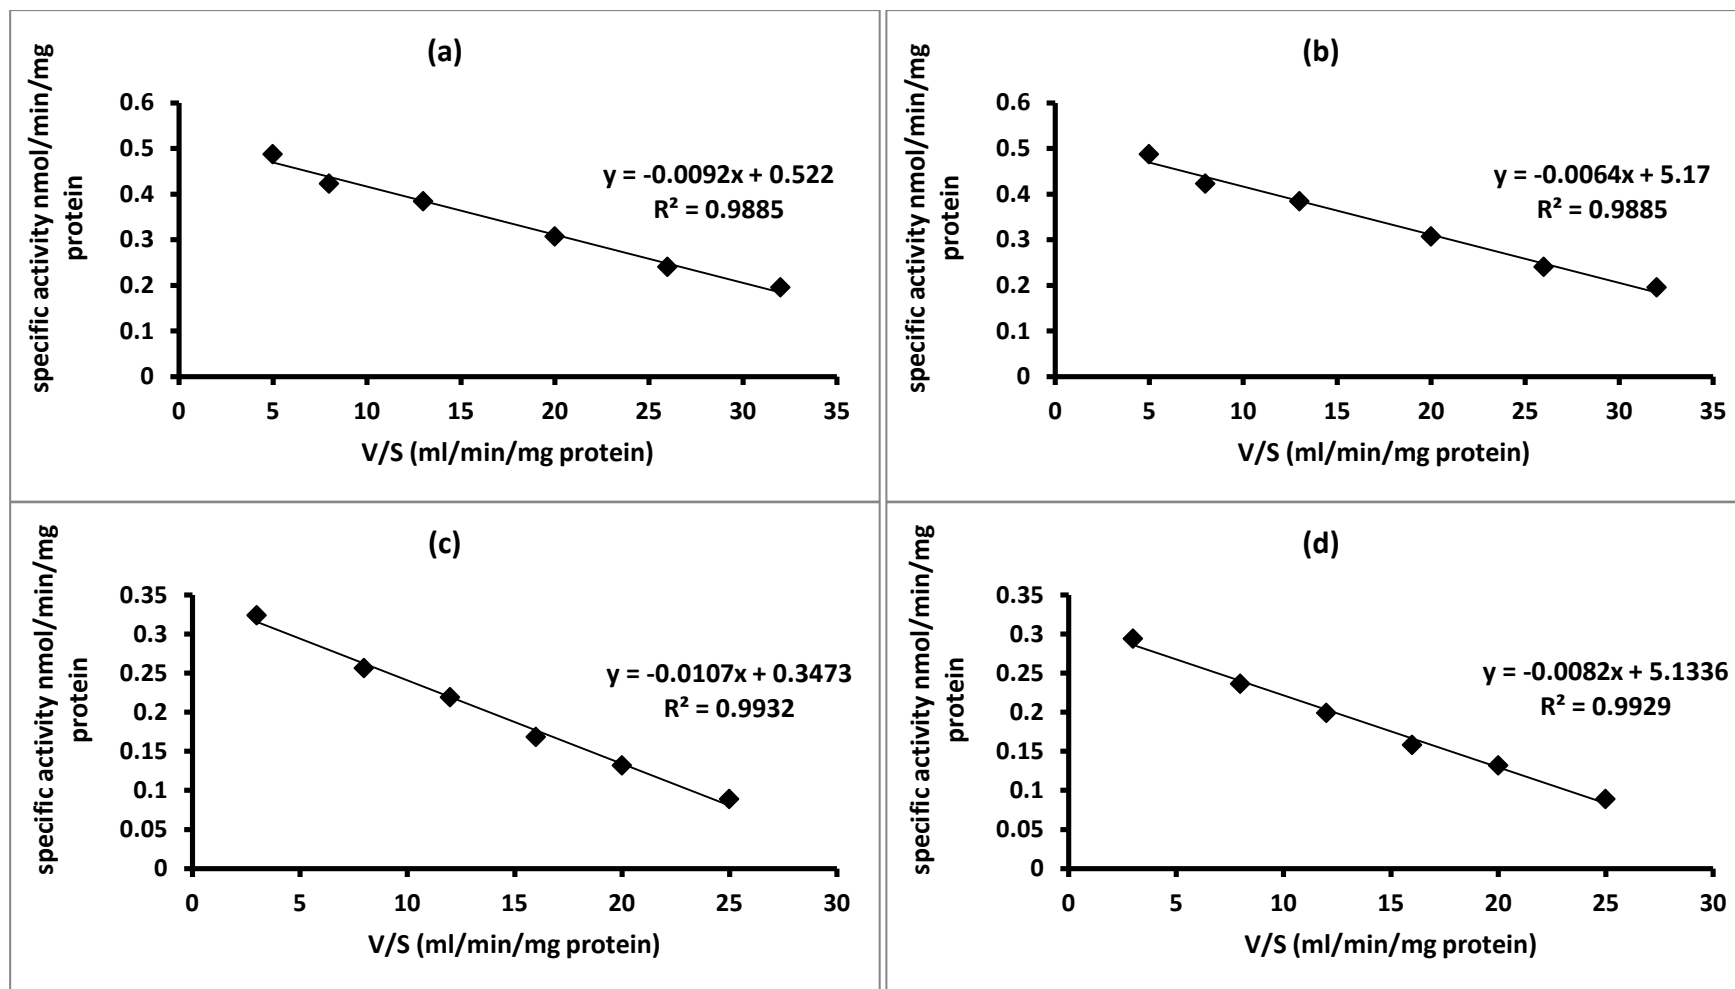 (a)
specific activity nmol/min/mg
protein
0.6
0.5
0.4
0.3
0.2
0.1
0
y = -0.0092x + 0.522
R² = 0.9885
0 5 10 15 20 25 30 35
V/S (ml/min/mg protein)
(b)
specific activity nmol/min/mg
protein
0.6
0.5
0.4
0.3
0.2
0.1
0
y = -0.0064x + 5.17
R² = 0.9885
0 5 10 15 20 25 30 35
V/S (ml/min/mg protein)
(c)
specific activity nmol/min/mg
protein
0.35
0.3
0.25
0.2
0.15
0.1
0.05
0
y = -0.0107x + 0.3473
R² = 0.9932
0 5 10 15 20 25 30
V/S (ml/min/mg protein)
(d)
specific activity nmol/min/mg
protein
0.35
0.3
0.25
0.2
0.15
0.1
0.05
0
y = -0.0082x + 5.1336
R² = 0.9929
0 5 10 15 20 25 30
V/S (ml/min/mg protein)